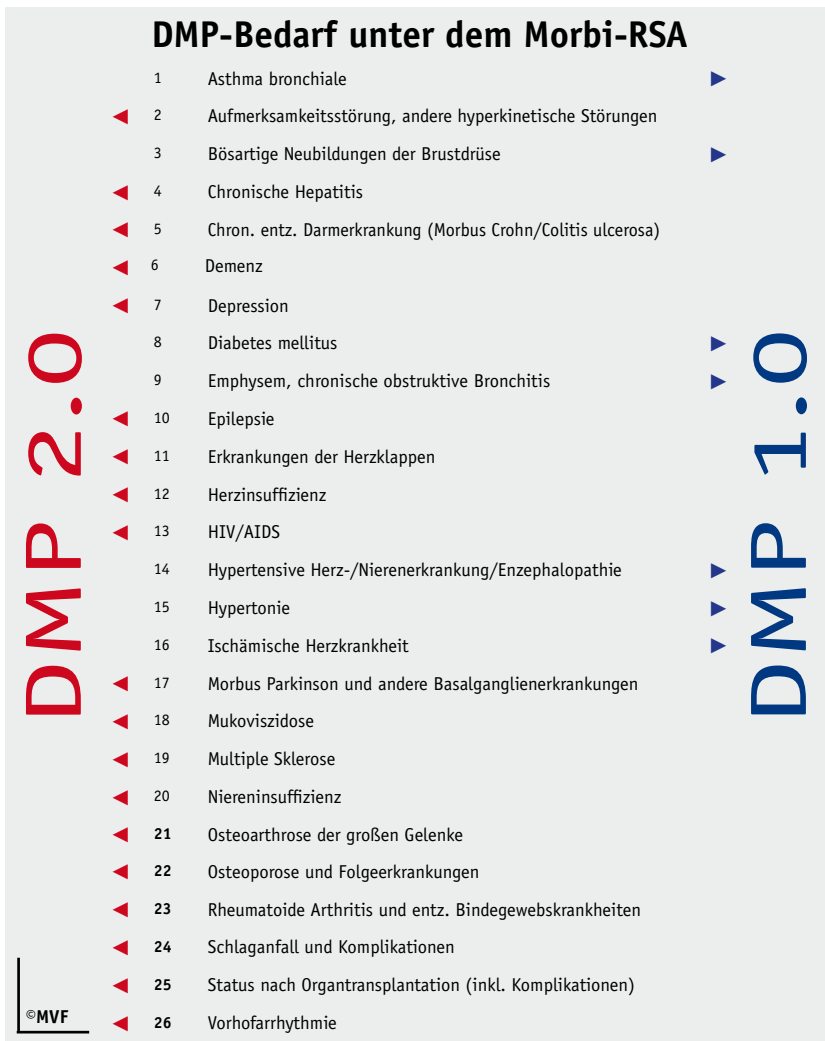 DMP-Bedarf unter dem Morbi-RSA
1 Asthma bronchiale ►
◄ 2 Aufmerksamkeitsstörung, andere hyperkinetische Störungen
3 Bösartige Neubildungen der Brustdrüse ►
◄ 4 Chronische Hepatitis
◄ 5 Chron. entz. Darmerkrankung (Morbus Crohn/Colitis ulcerosa)
◄ 6 Demenz
◄ 7 Depression
8 Diabetes mellitus ►
9 Emphysem, chronische obstruktive Bronchitis ►
◄ 10 Epilepsie
◄ 11 Erkrankungen der Herzklappen
◄ 12 Herzinsuffizienz
◄ 13 HIV/AIDS
14 Hypertensive Herz-/Nierenerkrankung/Enzephalopathie ►
15 Hypertonie ►
16 Ischämische Herzkrankheit ►
◄ 17 Morbus Parkinson und andere Basalganglienerkrankungen
◄ 18 Mukoviszidose
◄ 19 Multiple Sklerose
◄ 20 Niereninsuffizienz
◄ 21 Osteoarthrose der großen Gelenke
◄ 22 Osteoporose und Folgeerkrankungen
◄ 23 Rheumatoide Arthritis und entz. Bindegewebskrankheiten
◄ 24 Schlaganfall und Komplikationen
◄ 25 Status nach Organtransplantation (inkl. Komplikationen)
◄ 26 Vorhofarrhythmie
DMP 2.0
DMP 1.0
©MVF